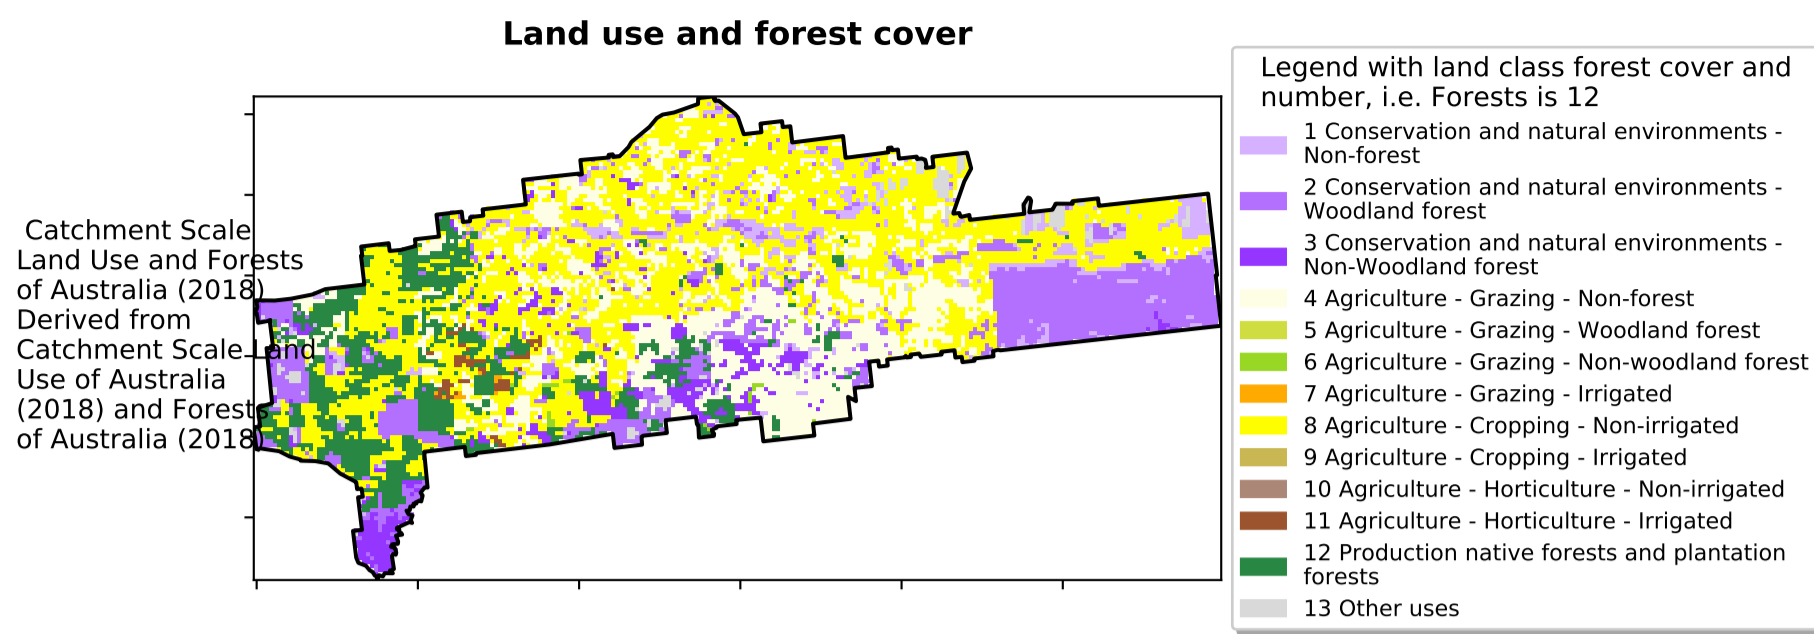 Land use and forest cover
Catchment Scale
Land Use and Forests
of Australia (2018)
Derived from
Catchment Scale Land
Use of Australia
(2018) and Forests
of Australia (2018)
Legend with land class forest cover and
number, i.e. Forests is 12
1 Conservation and natural environments -
Non-forest
2 Conservation and natural environments -
Woodland forest
3 Conservation and natural environments -
Non-Woodland forest
4 Agriculture - Grazing - Non-forest
5 Agriculture - Grazing - Woodland forest
6 Agriculture - Grazing - Non-woodland forest
7 Agriculture - Grazing - Irrigated
8 Agriculture - Cropping - Non-irrigated
9 Agriculture - Cropping - Irrigated
10 Agriculture - Horticulture - Non-irrigated
11 Agriculture - Horticulture - Irrigated
12 Production native forests and plantation
forests
13 Other uses